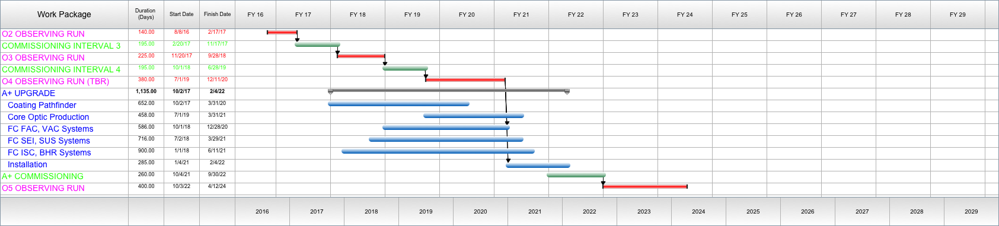 Work Package Duration (Days) Start Date Finish Date FY 16 FY 17 FY 18 FY 19 FY 20 FY 21 FY 22 FY 23 FY 24 FY 25 FY 26 FY 27 FY 28 FY 29
O2 OBSERVING RUN 140.00 8/8/16 2/17/17
COMMISSIONING INTERVAL 3 195.00 2/20/17 11/17/17
O3 OBSERVING RUN 225.00 11/20/17 9/28/18
COMMISSIONING INTERVAL 4 195.00 10/1/18 6/28/19
O4 OBSERVING RUN (TBR) 380.00 7/1/19 12/11/20
A+ UPGRADE 1,135.00 10/2/17 2/4/22
Coating Pathfinder 652.00 10/2/17 3/31/20
Core Optic Production 458.00 7/1/19 3/31/21
FC FAC, VAC Systems 586.00 10/1/18 12/28/20
FC SEI, SUS Systems 716.00 7/2/18 3/29/21
FC ISC, BHR Systems 900.00 1/1/18 6/11/21
Installation 285.00 1/4/21 2/4/22
A+ COMMISSIONING 260.00 10/4/21 9/30/22
O5 OBSERVING RUN 400.00 10/3/22 4/12/24
2016 2017 2018 2019 2020 2021 2022 2023 2024 2025 2026 2027 2028 2029